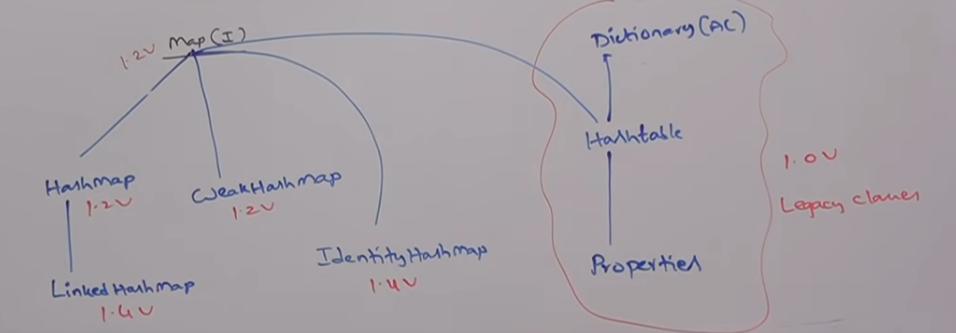 Map (I)
1.2V
Dictionary (AC)
Hashtable
1.0V
Legacy classes
HashMap
1.2V
WeakHashMap
1.2V
IdentityHashMap
1.4V
Properties
LinkedHashMap
1.4V